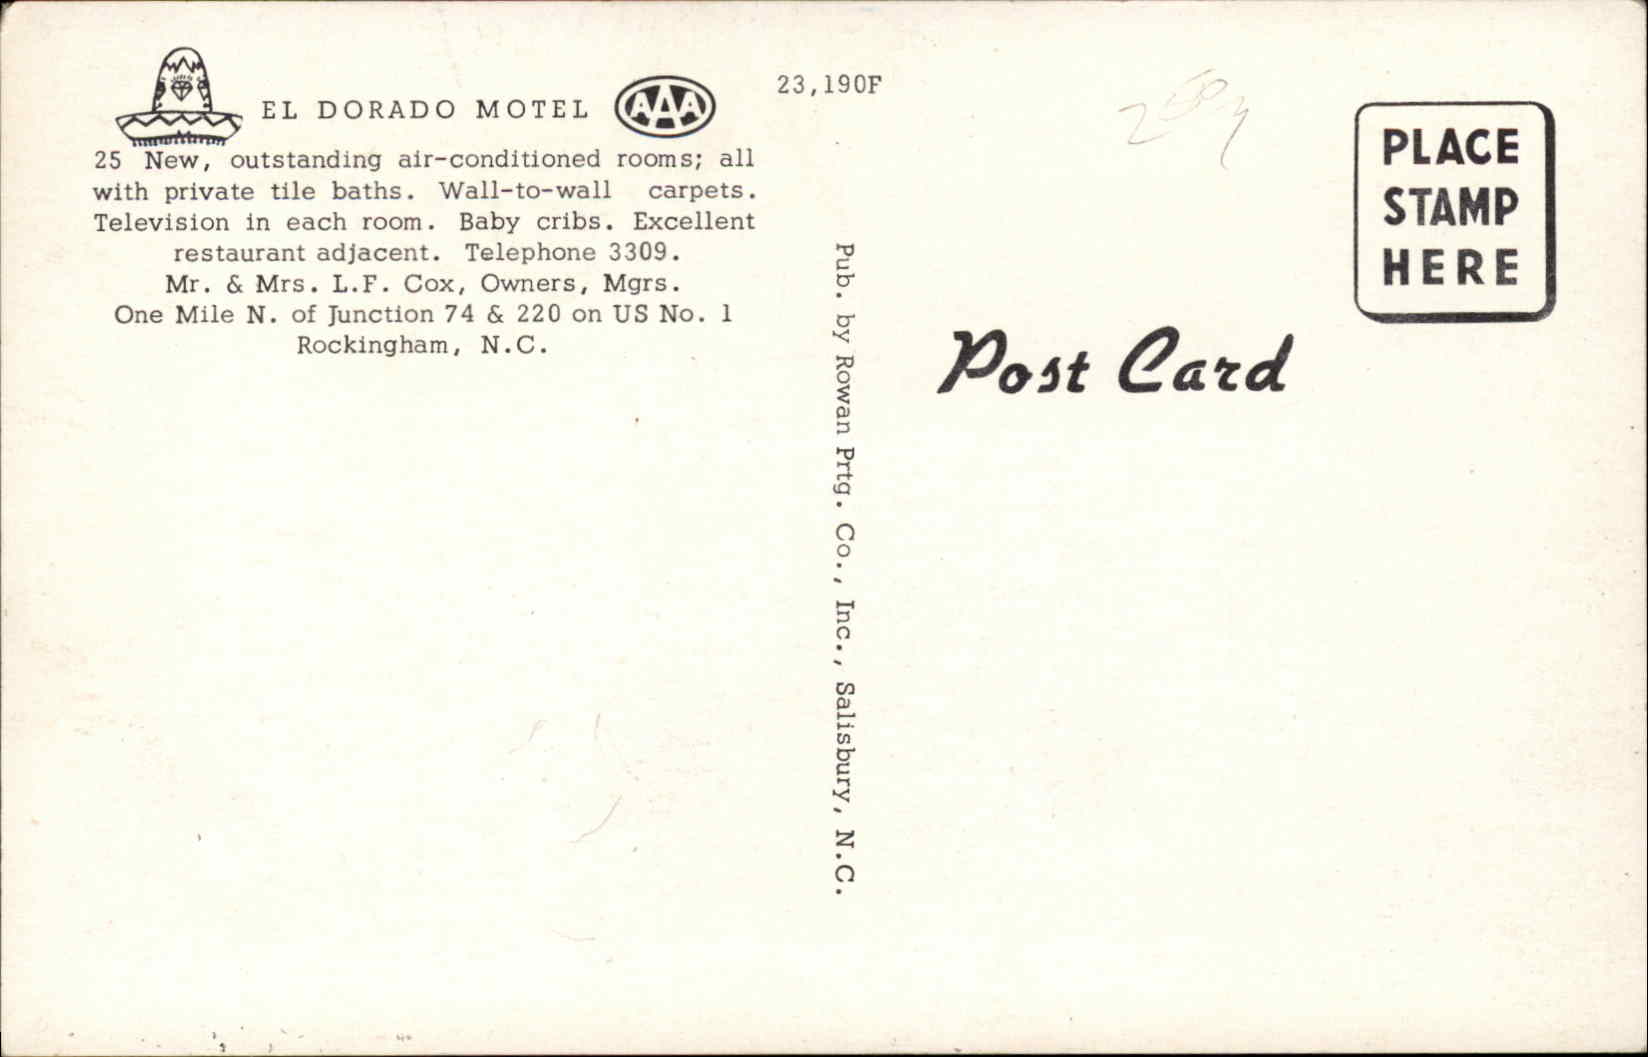 EL DORADO MOTEL AAA
25 New, outstanding air-conditioned rooms; all
with private tile baths. Wall-to-wall carpets.
Television in each room. Baby cribs. Excellent
restaurant adjacent. Telephone 3309.
Mr. & Mrs. L.F. Cox, Owners, Mgrs.
One Mile N. of Junction 74 & 220 on US No. 1
Rockingham, N.C.
23,190F
Pub. by Rowan Prtg. Co., Inc., Salisbury, N.C.
Post Card
PLACE
STAMP
HERE